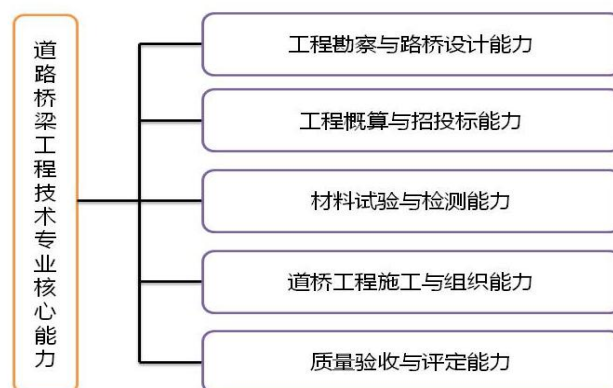 道路桥梁工程技术专业核心能力
工程勘察与路桥设计能力
工程概算与招投标能力
材料试验与检测能力
道桥工程施工与组织能力
质量验收与评定能力